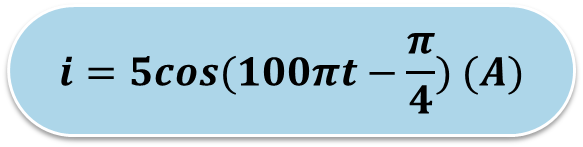 i = 5cos(100πt − π/4) (A)